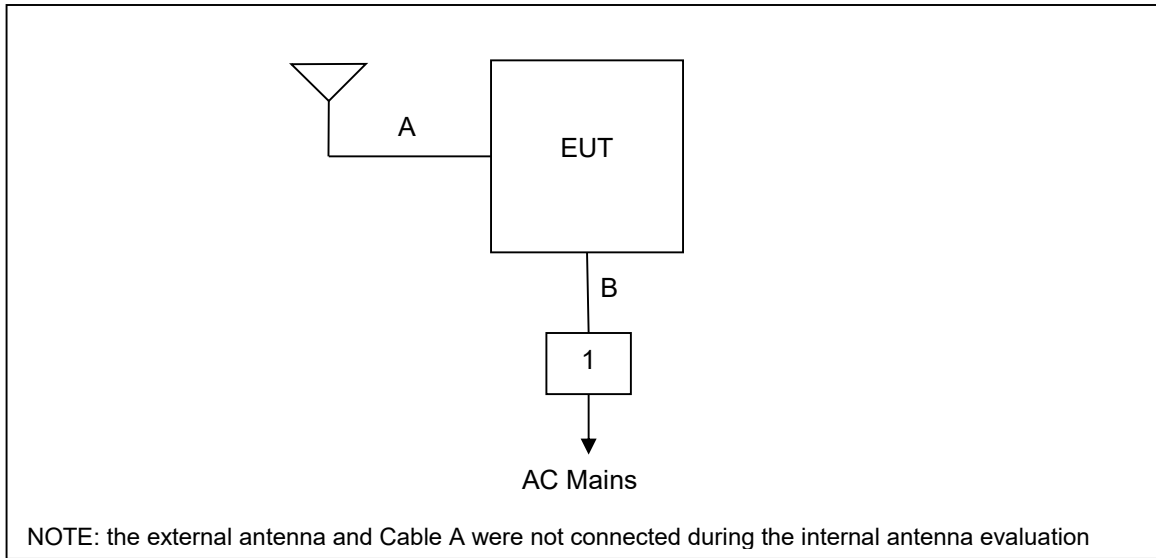 A
EUT
B
1
AC Mains
NOTE: the external antenna and Cable A were not connected during the internal antenna evaluation